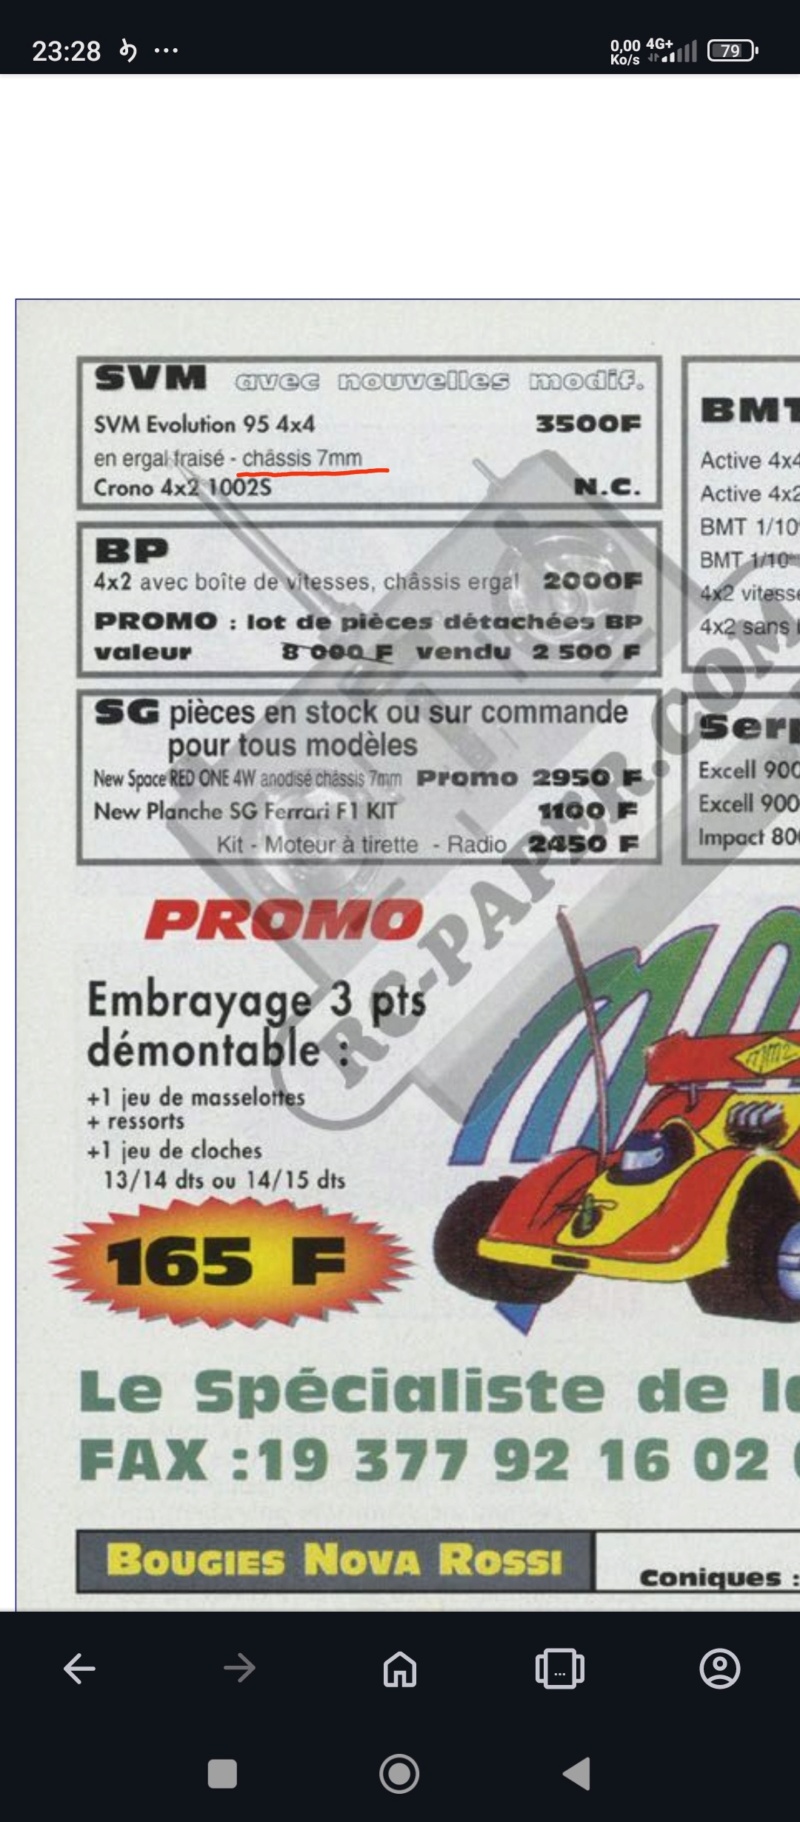 23:28
0,00 4G+
Ko/s
79
SVM avec nouvelles modif.
SVM Evolution 95 4x4 3500F
en ergal fraisé - châssis 7mm
Crono 4x2 1002S N.C.
BP
4x2 avec boîte de vitesses, châssis ergal 2000F
PROMO : lot de pièces détachées BP
valeur 8 000 F vendu 2 500 F
SG pièces en stock ou sur commande
pour tous modèles
New Space RED ONE 4W anodisé châssis 7mm Promo 2950 F
New Planche SG Ferrari F1 KIT 1100 F
Kit - Moteur à tirette - Radio 2450 F
BMT
Active 4x4
Active 4x2
BMT 1/10
BMT 1/10
4x2 vitesse
4x2 sans
Serp
Excell 900
Excell 900
Impact 80
RC-PAPER.COM
PROMO
Embrayage 3 pts
démontable :
+1 jeu de masselottes
+ ressorts
+1 jeu de cloches
13/14 dts ou 14/15 dts
165 F
Le Spécialiste de la
FAX :19 377 92 16 02
BOUGIES NOVA ROSSI
Coniques :